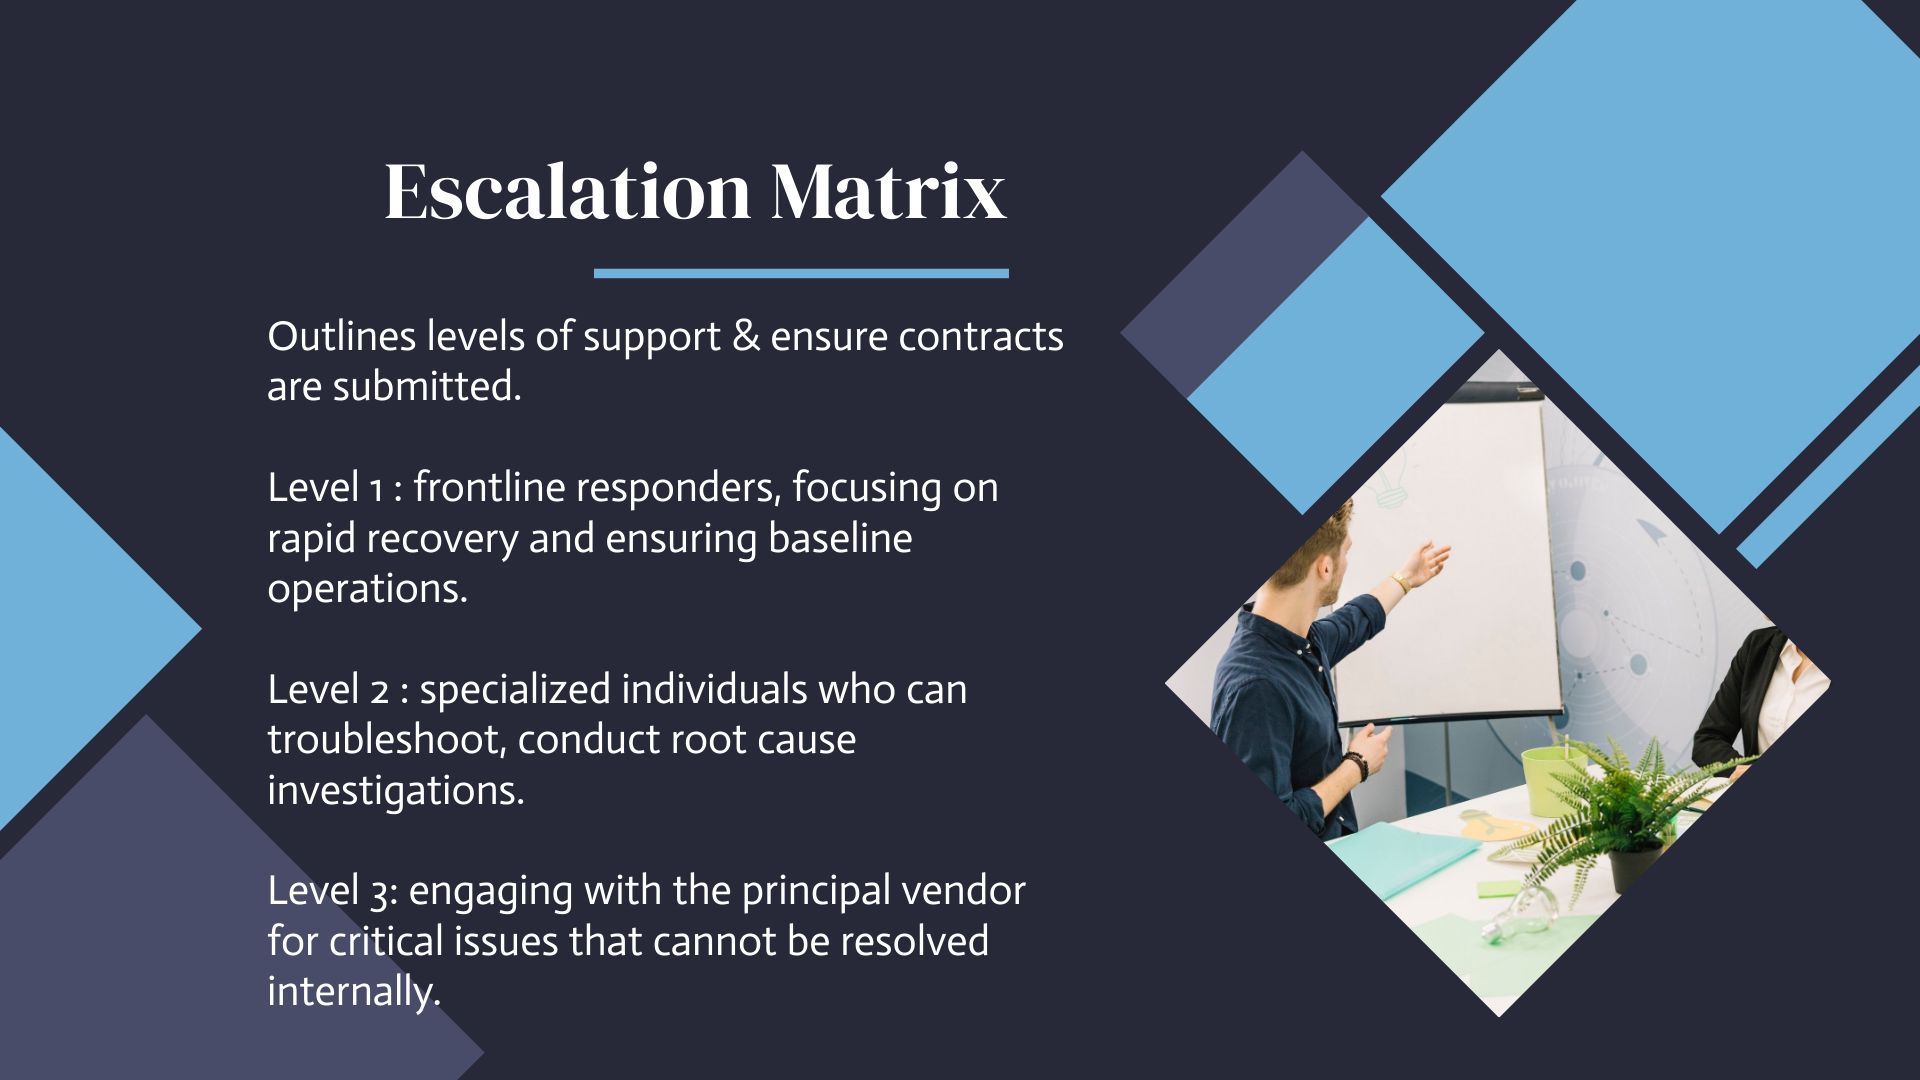 Escalation Matrix
Outlines levels of support & ensure contracts
are submitted.
Level 1 : frontline responders, focusing on
rapid recovery and ensuring baseline
operations.
Level 2 : specialized individuals who can
troubleshoot, conduct root cause
investigations.
Level 3: engaging with the principal vendor
for critical issues that cannot be resolved
internally.